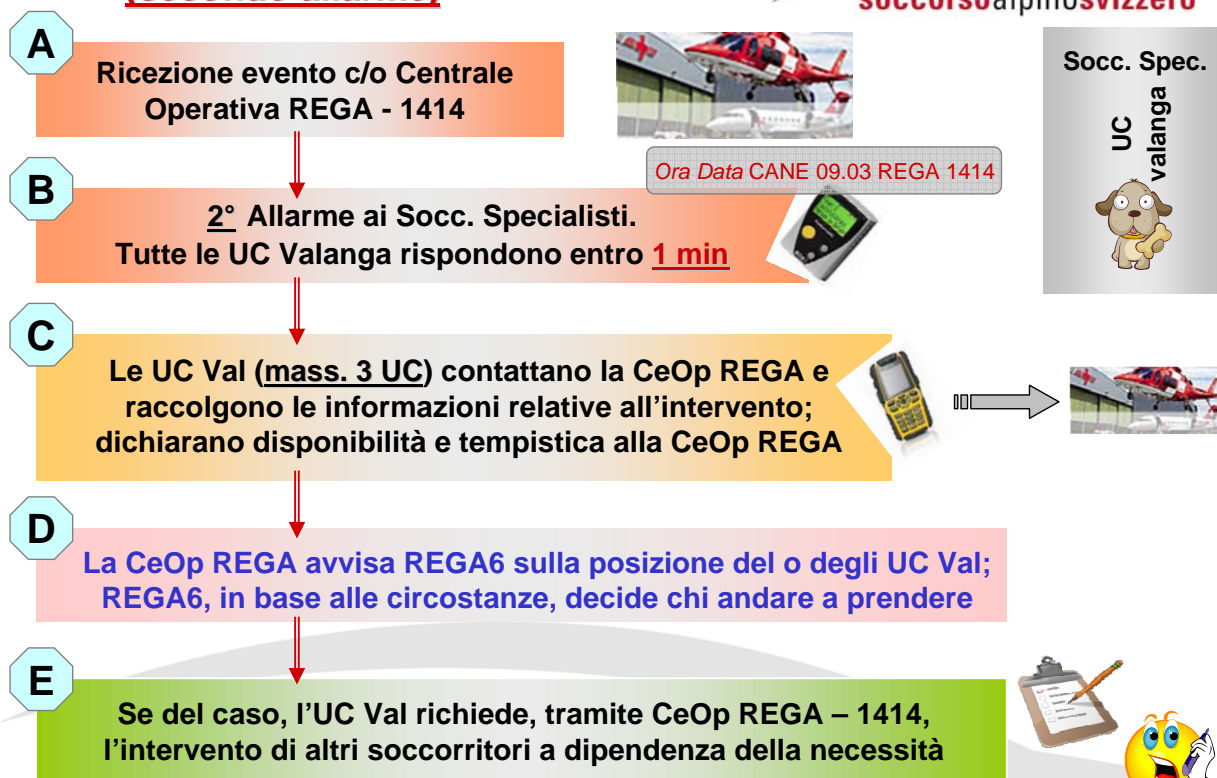 (secondo allarme)
soccorsoalpinosvizzero
A
Ricezione evento c/o Centrale
Operativa REGA - 1414
Socc. Spec.
UC
valanga
Ora Data CANE 09.03 REGA 1414
B
2° Allarme ai Socc. Specialisti.
Tutte le UC Valanga rispondono entro 1 min
C
Le UC Val (mass. 3 UC) contattano la CeOp REGA e
raccolgono le informazioni relative all’intervento;
dichiarano disponibilità e tempistica alla CeOp REGA
D
La CeOp REGA avvisa REGA6 sulla posizione del o degli UC Val;
REGA6, in base alle circostanze, decide chi andare a prendere
E
Se del caso, l’UC Val richiede, tramite CeOp REGA – 1414,
l’intervento di altri soccorritori a dipendenza della necessità